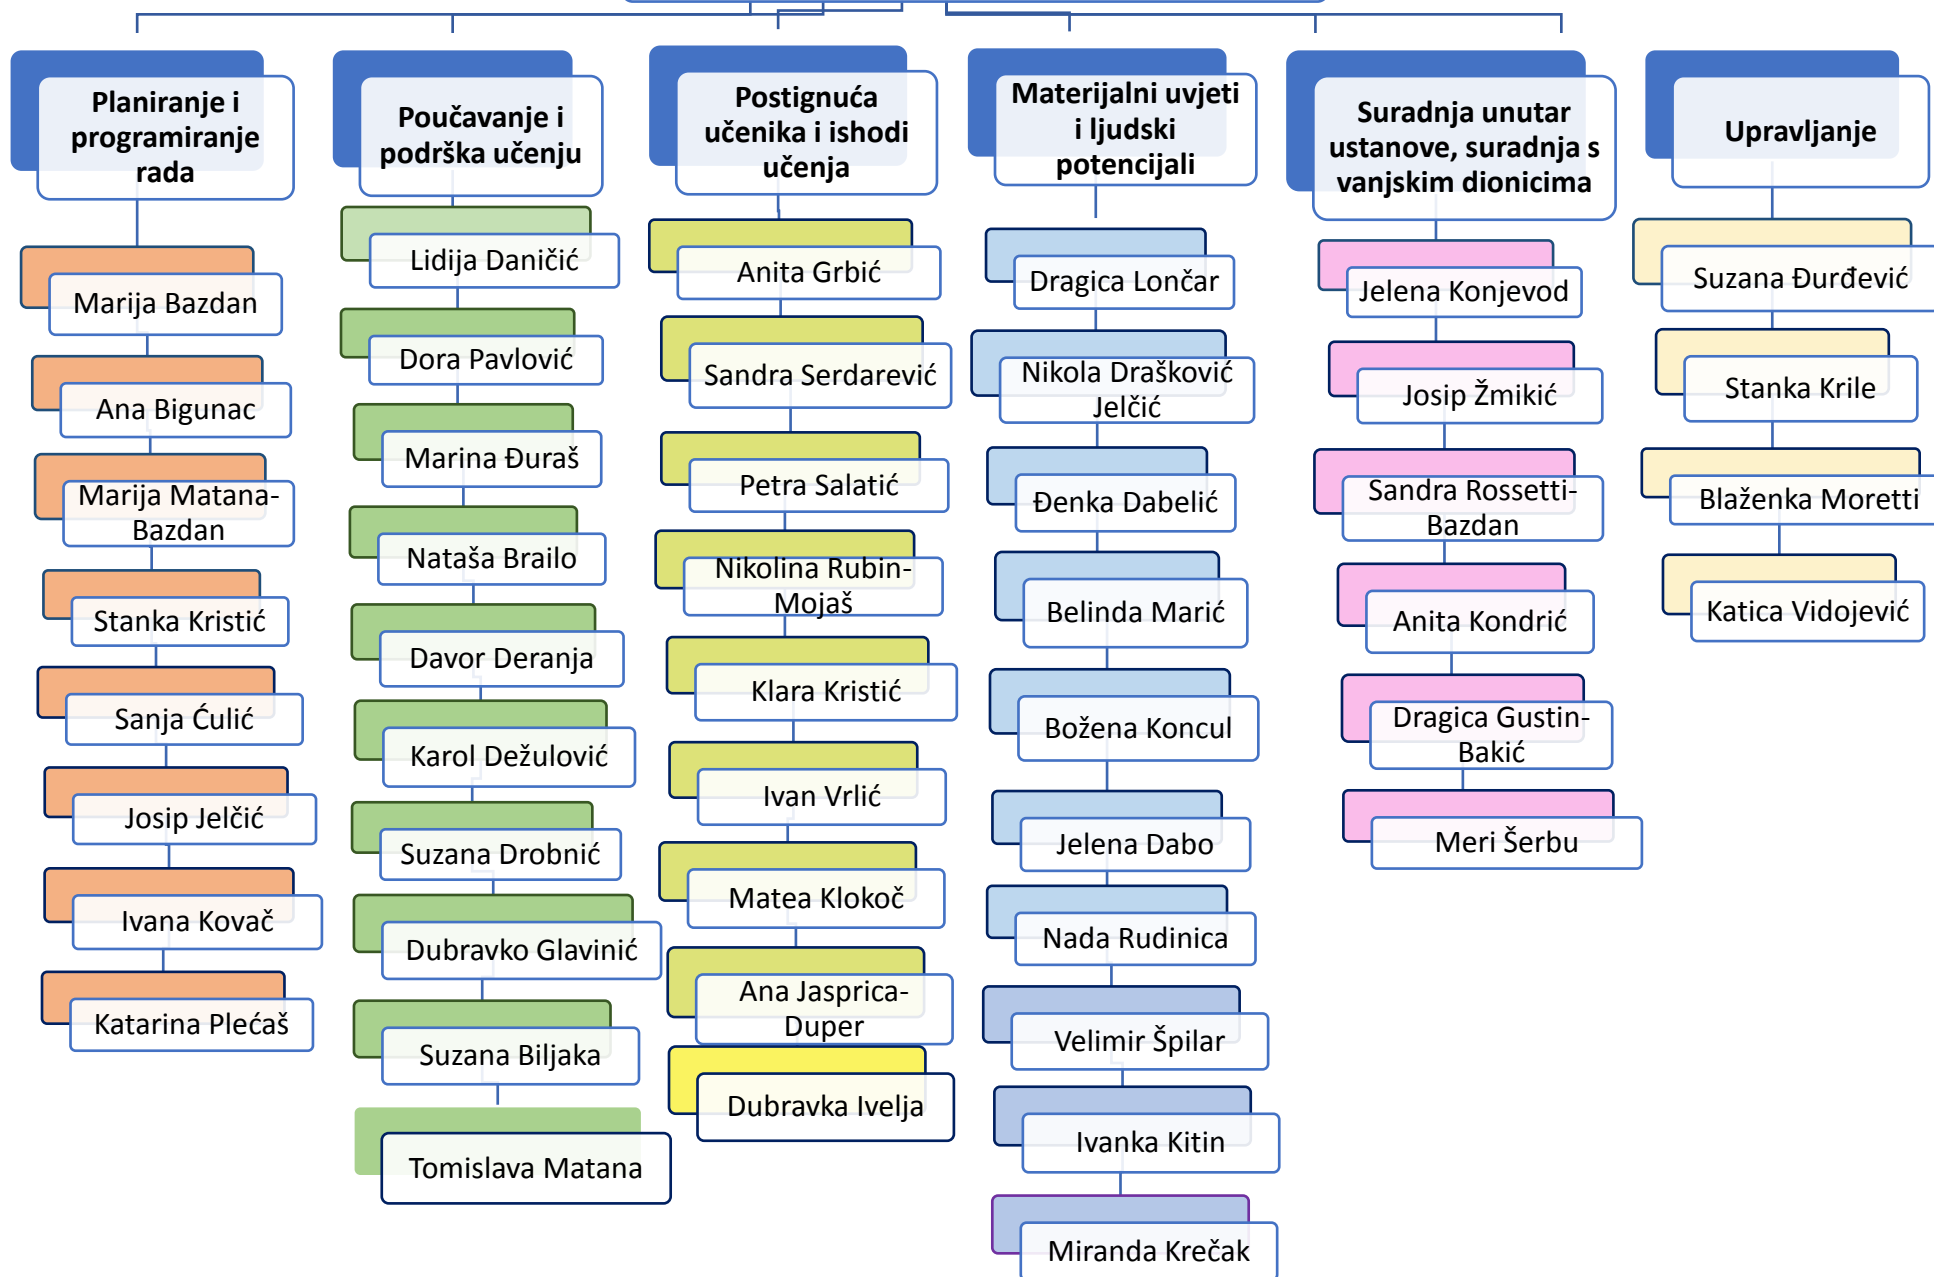 Planiranje i
programiranje
rada
Marija Bazdan
Ana Bigunac
Marija Matana-
Bazdan
Stanka Kristić
Sanja Ćulić
Josip Jelčić
Ivana Kovač
Katarina Plećaš
Poučavanje i
podrška učenju
Lidija Daničić
Dora Pavlović
Marina Đuraš
Nataša Brailo
Davor Deranja
Karol Dežulović
Suzana Drobnić
Dubravko Glavinić
Suzana Biljaka
Tomislava Matana
Postignuća
učenika i ishodi
učenja
Anita Grbić
Sandra Serdarević
Petra Salatić
Nikolina Rubin-
Mojaš
Klara Kristić
Ivan Vrlić
Matea Klokoč
Ana Jasprica-
Duper
Dubravka Ivelja
Materijalni uvjeti
i ljudski
potencijali
Dragica Lončar
Nikola Drašković
Jelčić
Đenka Dabelić
Belinda Marić
Božena Koncul
Jelena Dabo
Nada Rudinica
Velimir Špilar
Ivanka Kitin
Miranda Krečak
Suradnja unutar
ustanove, suradnja s
vanjskim dionicima
Jelena Konjevod
Josip Žmikić
Sandra Rossetti-
Bazdan
Anita Kondrić
Dragica Gustin-
Bakić
Meri Šerbu
Upravljanje
Suzana Đurđević
Stanka Krile
Blaženka Moretti
Katica Vidojević